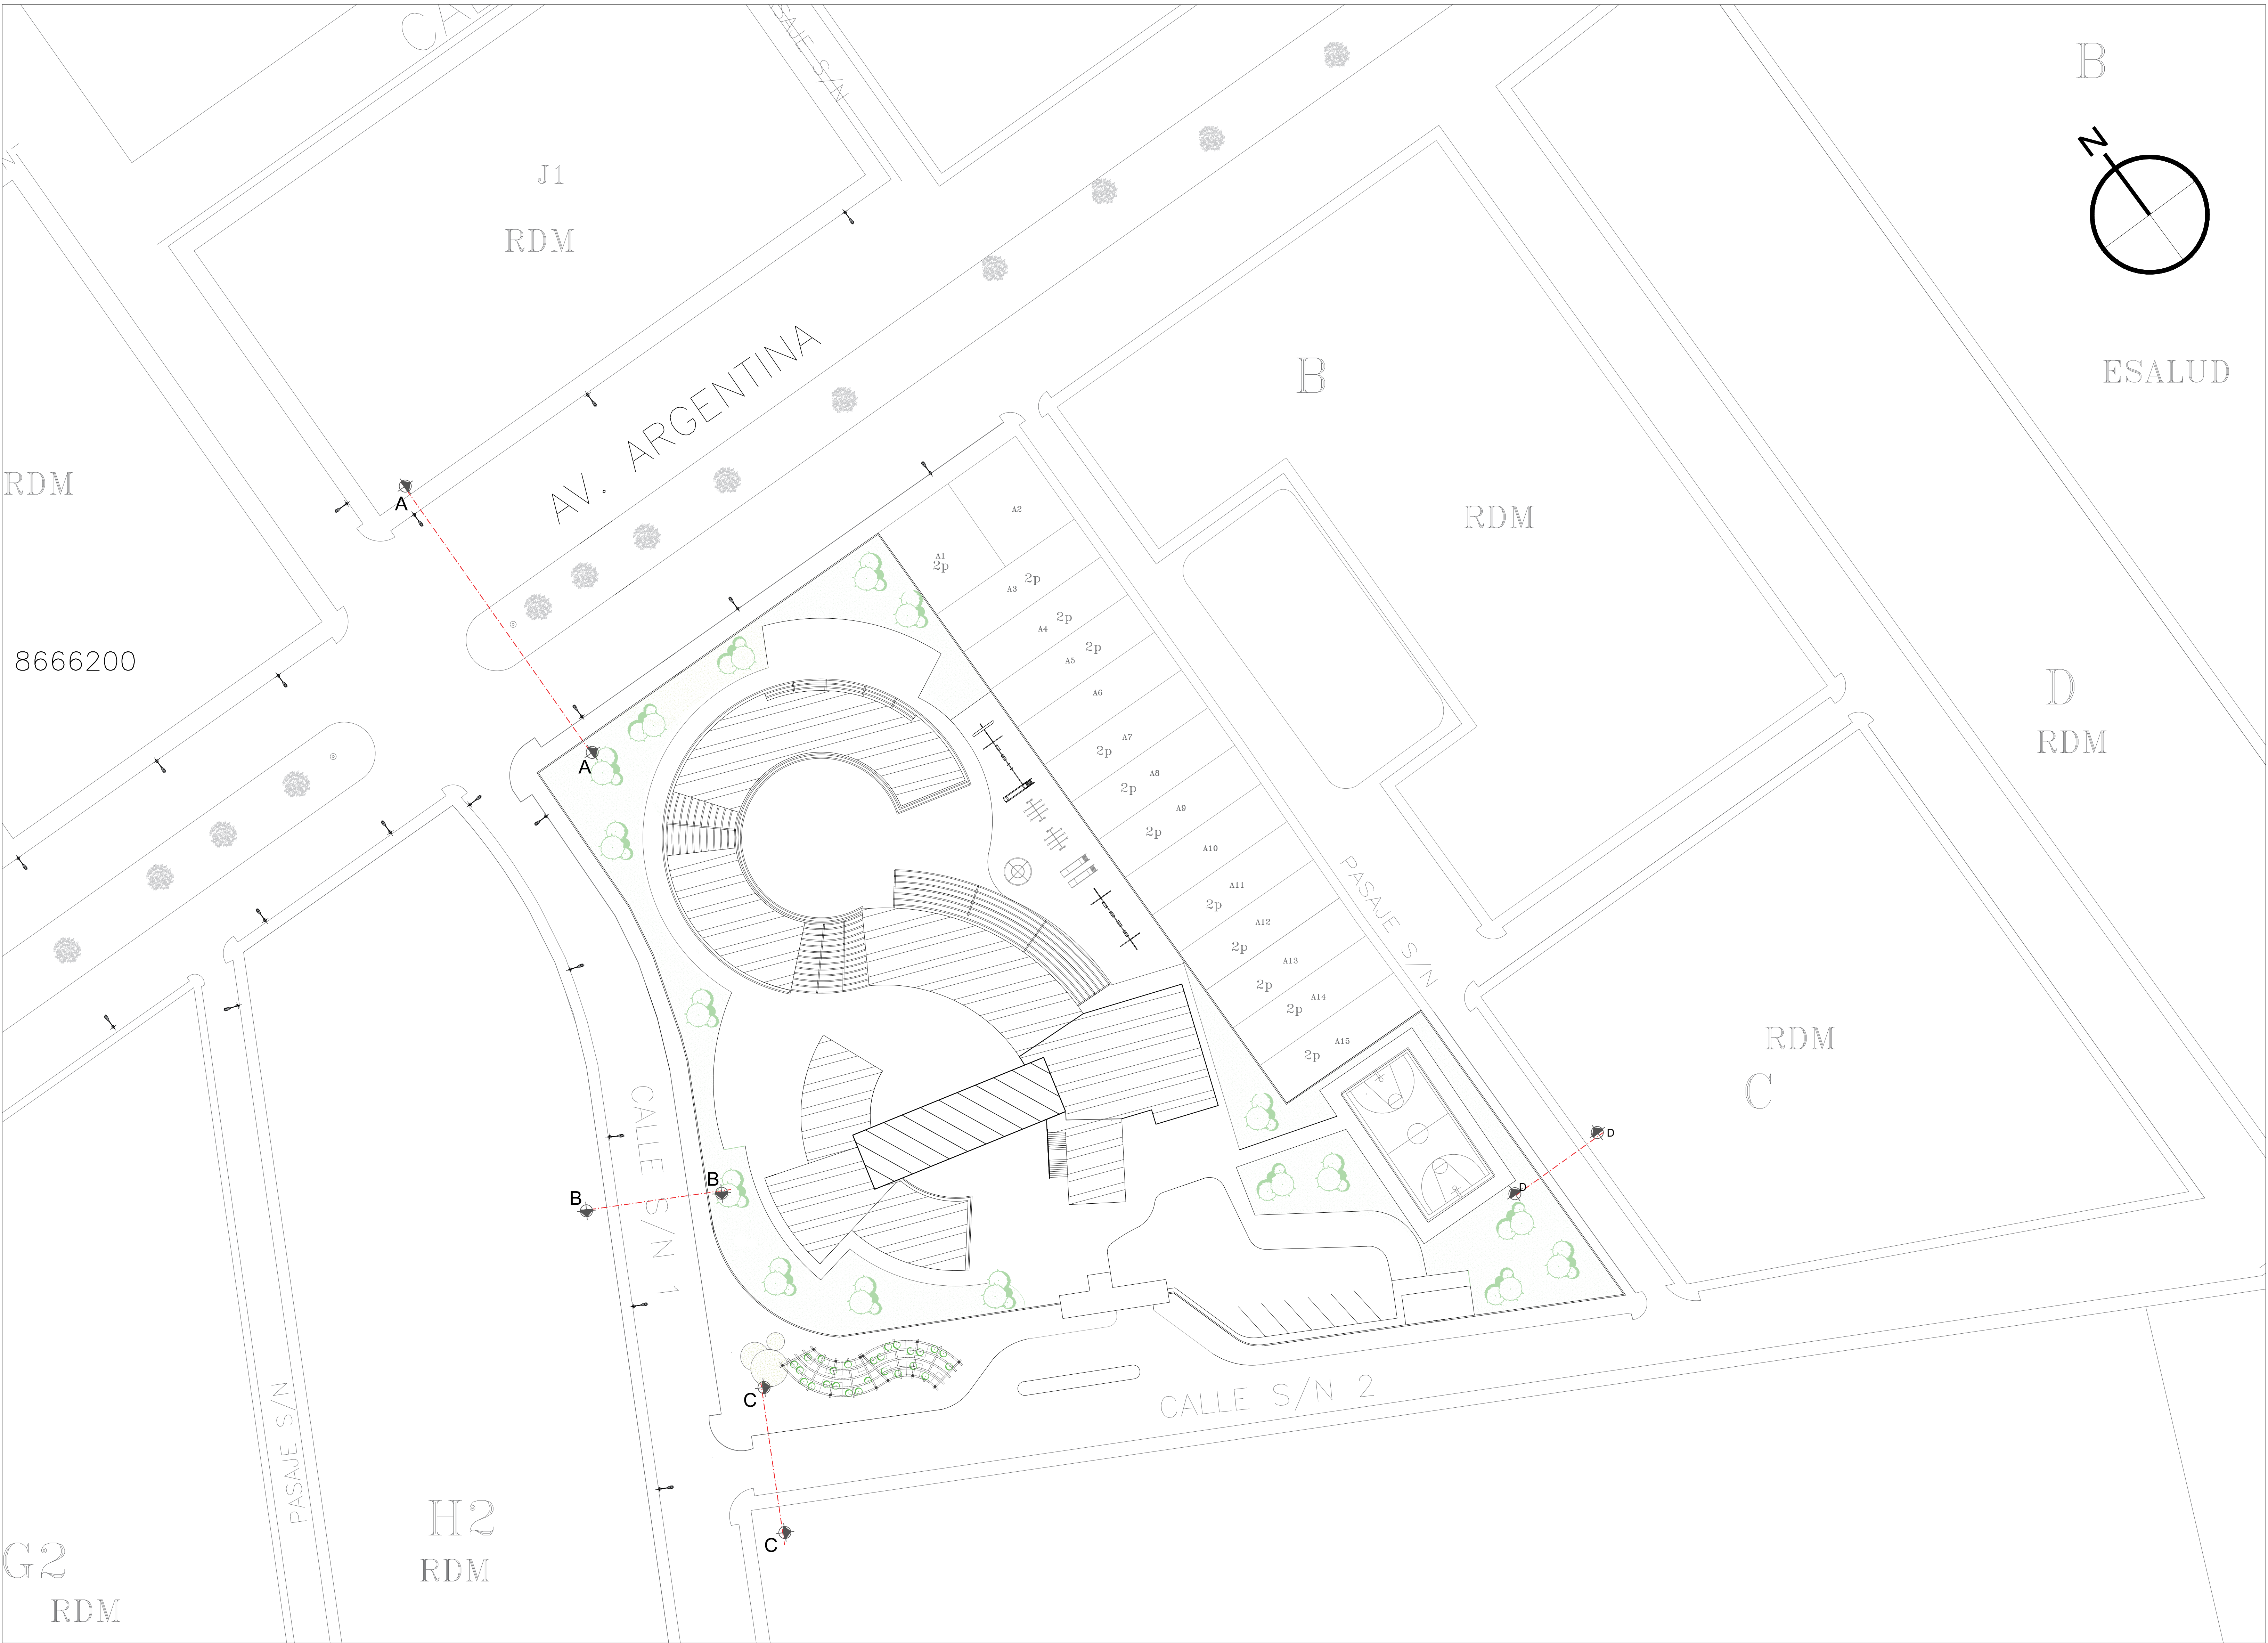 B
N
J1
RDM
ESALUD
B
AV. ARGENTINA
RDM
RDM
A
A2
A1
2p
2p
A3
2p
A4
2p
A5
8666200
A6
D
RDM
A7
2p
A
A8
2p
A9
2p
A10
PASAJE S/N
A11
2p
A12
2p
A13
2p
A14
2p
A15
2p
RDM
C
D
D
CALLE S/N 1
B
B
C
CALLE S/N 2
PASAJE S/N
H2
RDM
C
G2
RDM